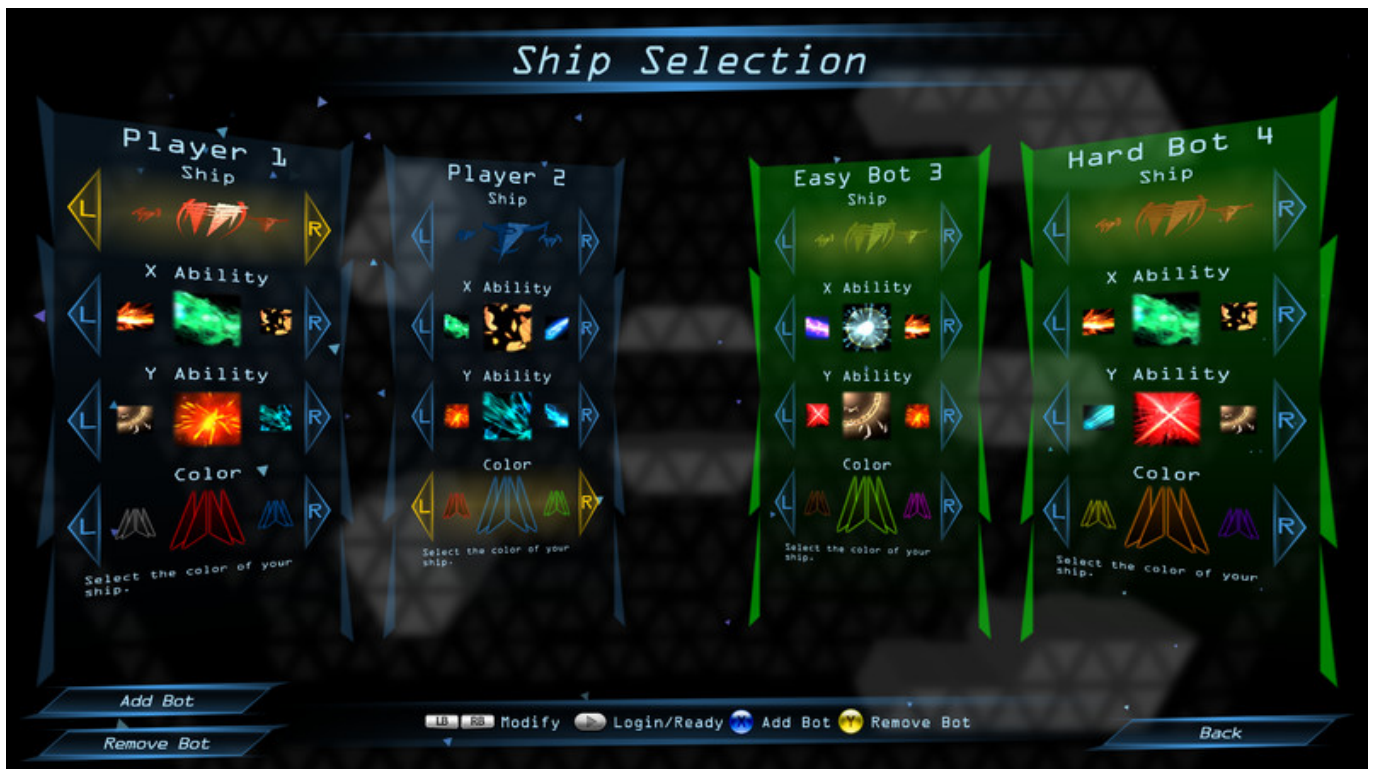 Ship Selection
Player 1
Ship
L R
X Ability
L R
Y Ability
L R
Color
L R
Select the color of your
ship.
Player 2
Ship
L R
X Ability
L R
Y Ability
L R
Color
L R
Select the color of your
ship.
Easy Bot 3
Ship
L R
X Ability
L R
Y Ability
L R
Color
L R
Select the color of your
ship.
Hard Bot 4
Ship
L R
X Ability
L R
Y Ability
L R
Color
L R
Select the color of your
ship.
Add Bot
Remove Bot
LB RB Modify Login/Ready X Add Bot Y Remove Bot
Back